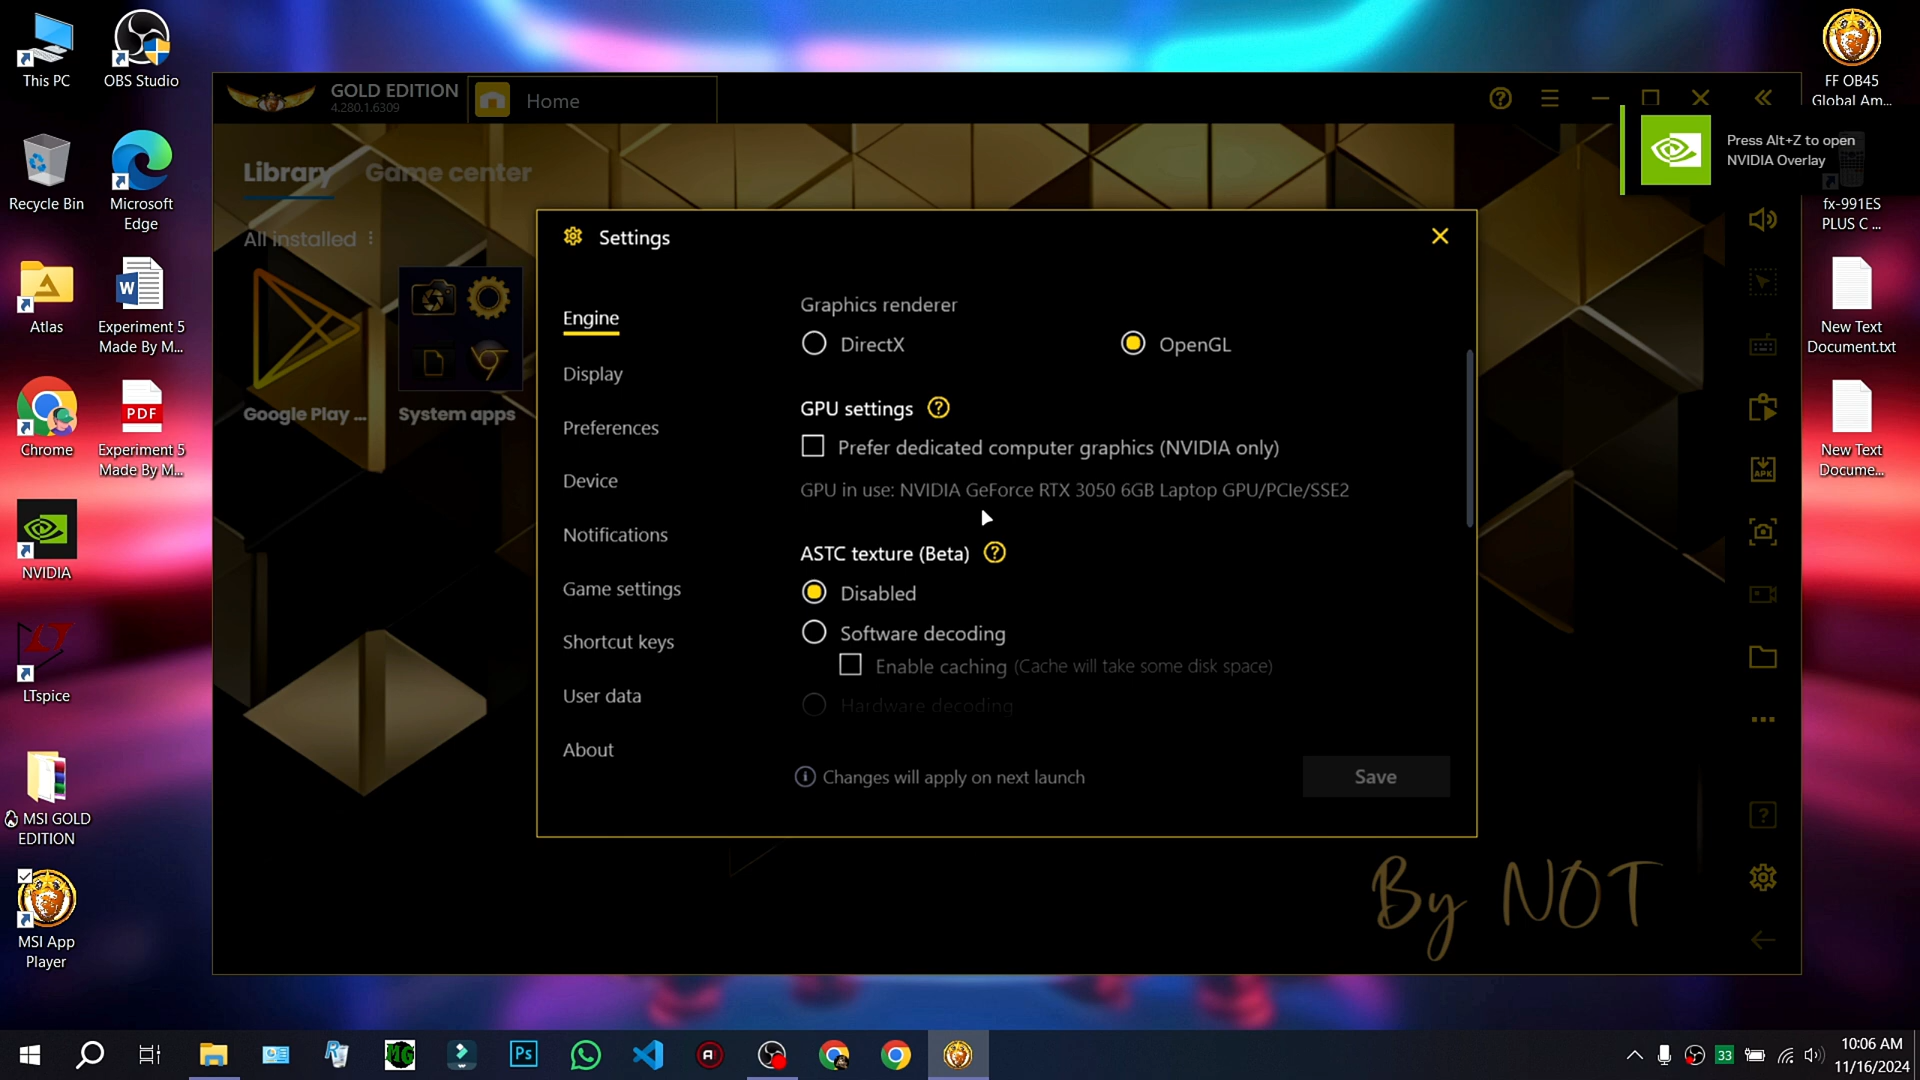 This PC
OBS Studio
Recycle Bin
Microsoft
Edge
Atlas
Experiment 5
Made By M...
Chrome
PDF
Experiment 5
Made By M...
NVIDIA
LTspice
MSI GOLD
EDITION
MSI App
Player
GOLD EDITION
4.280.1.6309
Home
Library
Game center
All installed
Google Play ...
System apps
Settings
Engine
Display
Preferences
Device
Notifications
Game settings
Shortcut keys
User data
About
Graphics renderer
DirectX
OpenGL
GPU settings
Prefer dedicated computer graphics (NVIDIA only)
GPU in use: NVIDIA GeForce RTX 3050 6GB Laptop GPU/PCIe/SSE2
ASTC texture (Beta)
Disabled
Software decoding
Enable caching (Cache will take some disk space)
Hardware decoding
Changes will apply on next launch
Save
By NOT
Press Alt+Z to open
NVIDIA Overlay
APK
FF OB45
Global Am...
fx-991ES
PLUS C ...
New Text
Document.txt
New Text
Docume...
MG
Ps
33
10:06 AM
11/16/2024